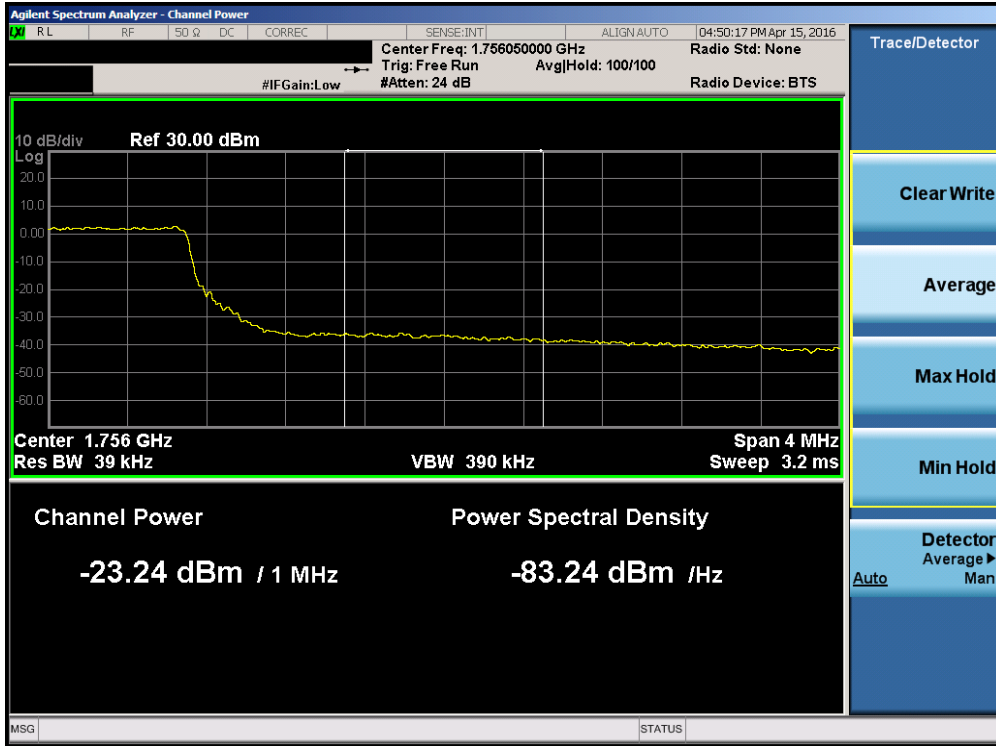 Agilent Spectrum Analyzer - Channel Power
LXI RL RF 50 Ω DC CORREC SENSE:INT ALIGN AUTO 04:50:17 PM Apr 15, 2016
Center Freq: 1.756050000 GHz Radio Std: None
Trig: Free Run Avg|Hold: 100/100
#IFGain:Low #Atten: 24 dB Radio Device: BTS
10 dB/div Ref 30.00 dBm
Log
20.0
10.0
0.00
-10.0
-20.0
-30.0
-40.0
-50.0
-60.0
Center 1.756 GHz Span 4 MHz
Res BW 39 kHz VBW 390 kHz Sweep 3.2 ms
Channel Power Power Spectral Density
-23.24 dBm / 1 MHz -83.24 dBm /Hz
MSG STATUS
Trace/Detector
Clear Write
Average
Max Hold
Min Hold
Detector
Average
Auto Man